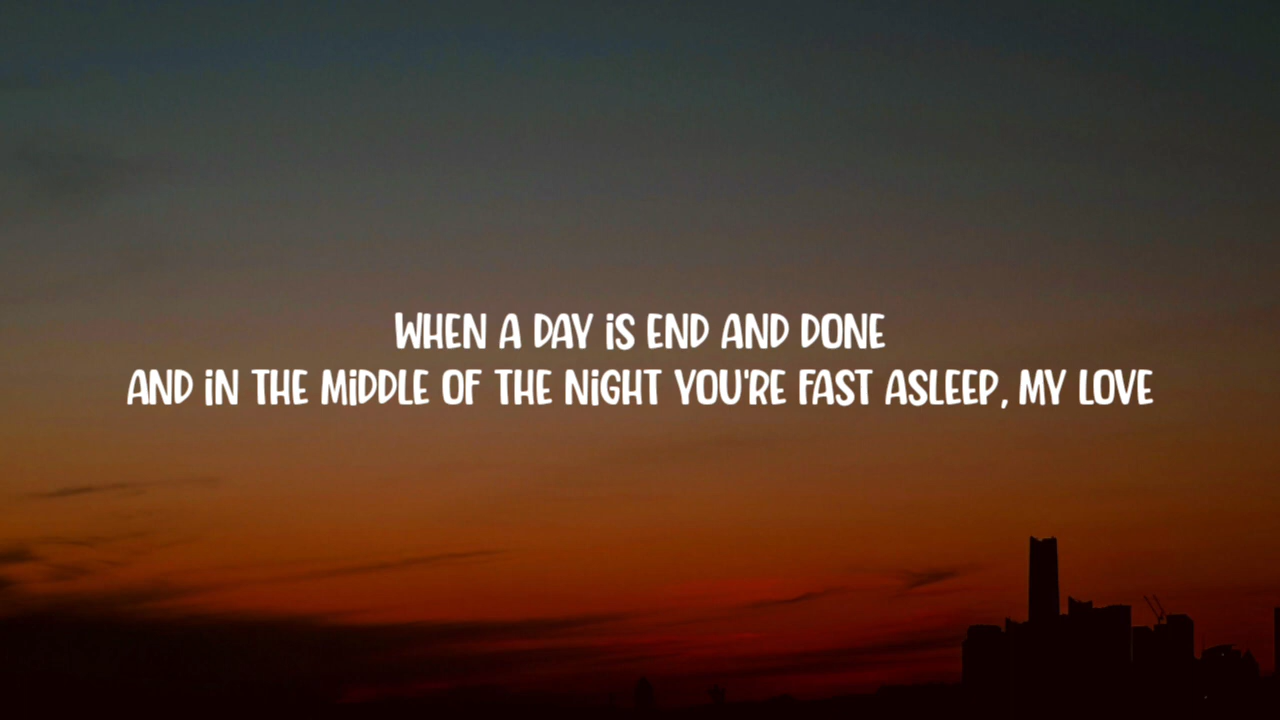 WHEN A DAY iS END AND DONE
AND iN THE MiDDLE OF THE NiGHT YOU'RE FAST ASLEEP, MY LOVE